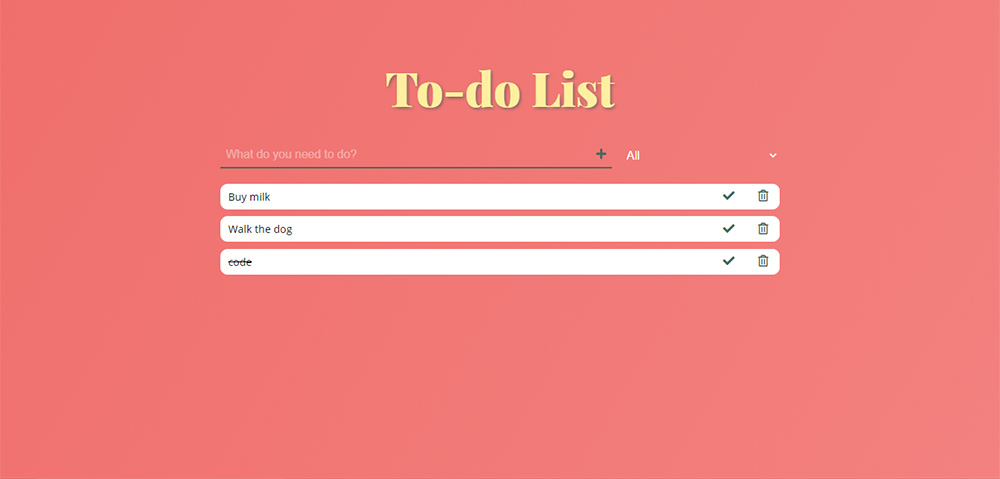 To-do List
What do you need to do?
All
Buy milk
Walk the dog
code